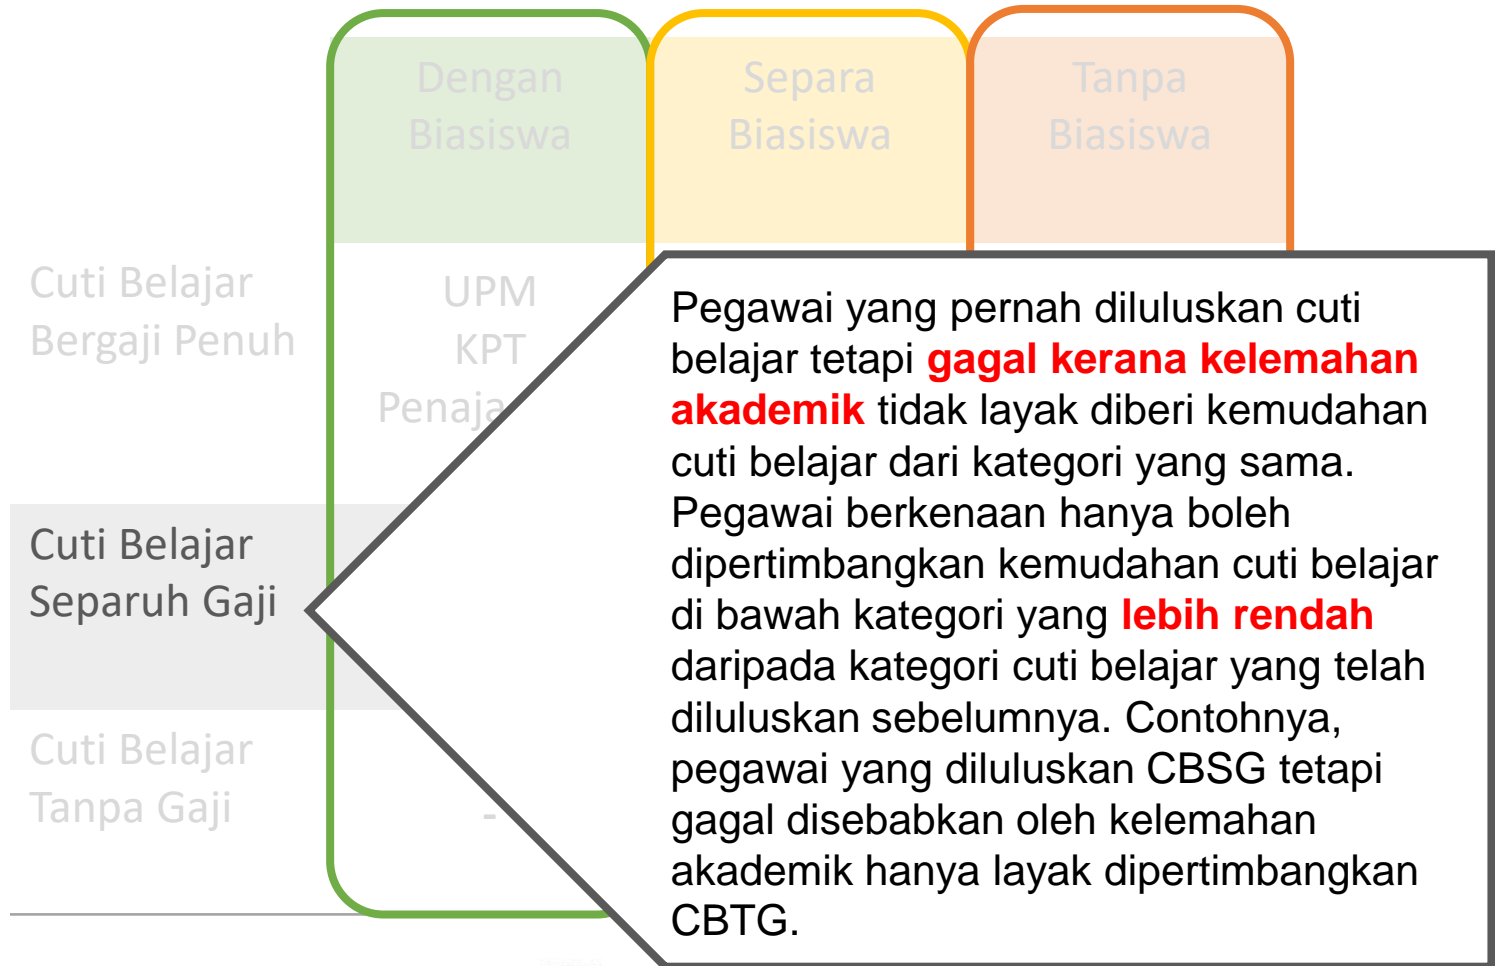 Dengan
Biasiswa
Separa
Biasiswa
Tanpa
Biasiswa
Cuti Belajar
Bergaji Penuh
UPM
KPT
Cuti Belajar
Separuh Gaji
Cuti Belajar
Tanpa Gaji
-
Pegawai yang pernah diluluskan cuti
belajar tetapi gagal kerana kelemahan
akademik tidak layak diberi kemudahan
cuti belajar dari kategori yang sama.
Pegawai berkenaan hanya boleh
dipertimbangkan kemudahan cuti belajar
di bawah kategori yang lebih rendah
daripada kategori cuti belajar yang telah
diluluskan sebelumnya. Contohnya,
pegawai yang diluluskan CBSG tetapi
gagal disebabkan oleh kelemahan
akademik hanya layak dipertimbangkan
CBTG.